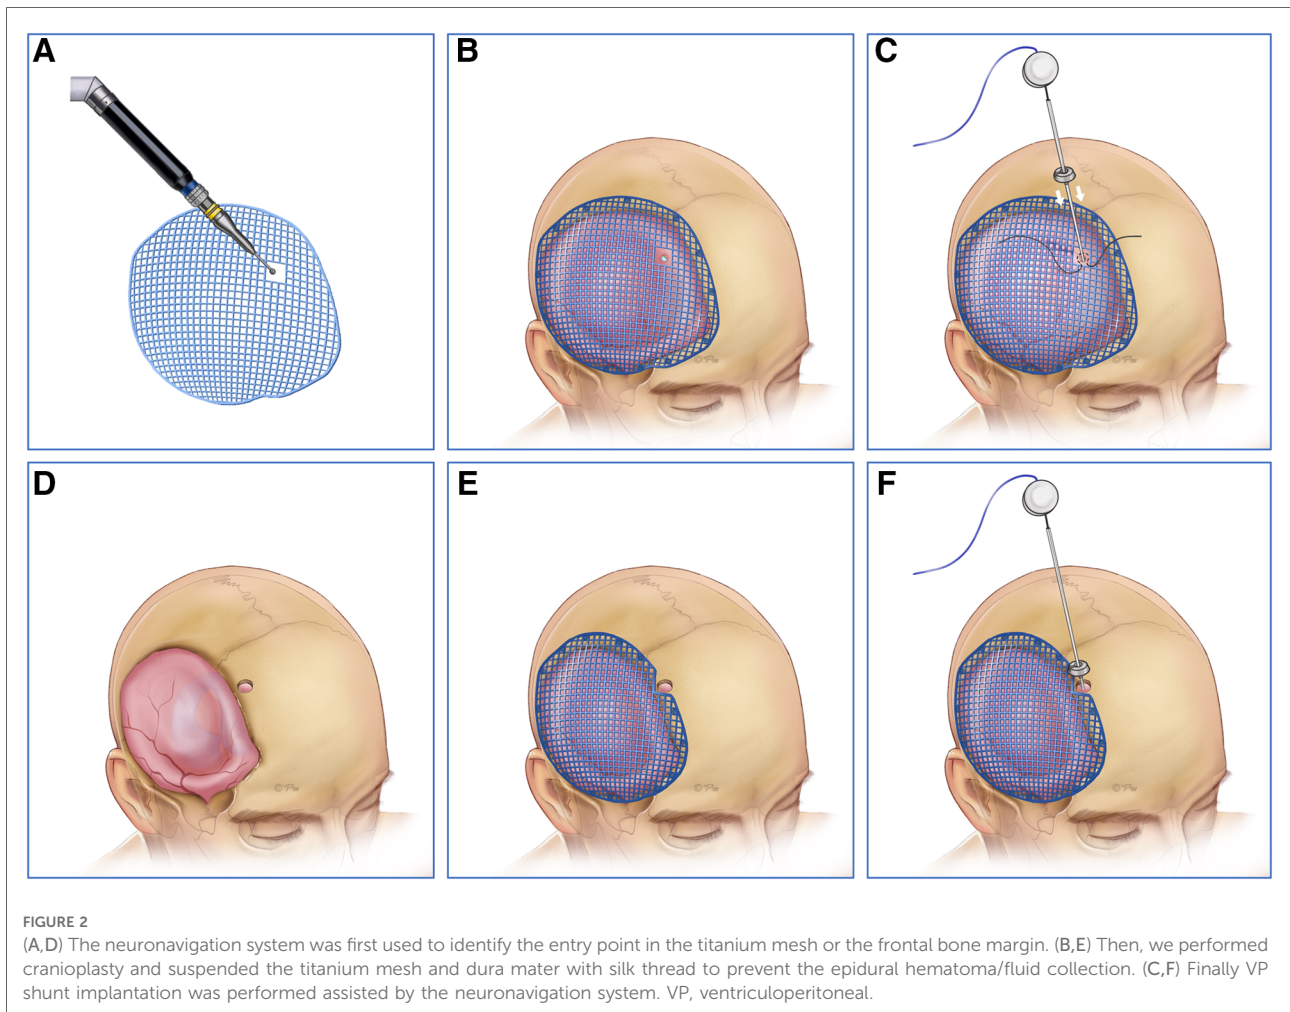 A
B
C
D
E
F
FIGURE 2
(A,D) The neuronavigation system was first used to identify the entry point in the titanium mesh or the frontal bone margin. (B,E) Then, we performed
cranioplasty and suspended the titanium mesh and dura mater with silk thread to prevent the epidural hematoma/fluid collection. (C,F) Finally VP
shunt implantation was performed assisted by the neuronavigation system. VP, ventriculoperitoneal.